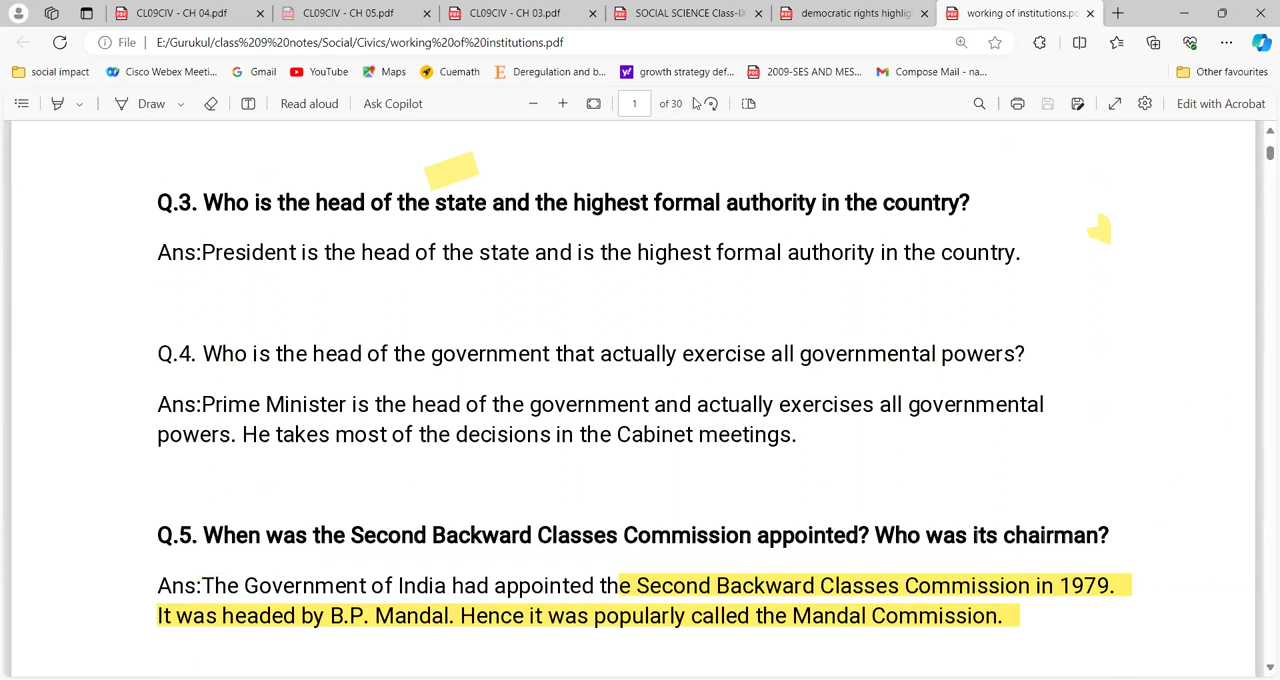 CL09CIV - CH 04.pdf
CL09CIV - CH 05.pdf
CL09CIV - CH 03.pdf
SOCIAL SCIENCE Class-IX
democratic rights highlig
working of institutions.pd
File
E:/Gurukul/class%209%20notes/Social/Civics/working%20of%20institutions.pdf
social impact
Cisco Webex Meeti...
Gmail
YouTube
Maps
Cuemath
Deregulation and b...
growth strategy def...
2009-SES AND MES...
Compose Mail - na...
Other favourites
Draw
Read aloud
Ask Copilot
1
of 30
Edit with Acrobat
Q.3. Who is the head of the state and the highest formal authority in the country?
Ans:President is the head of the state and is the highest formal authority in the country.
Q.4. Who is the head of the government that actually exercise all governmental powers?
Ans:Prime Minister is the head of the government and actually exercises all governmental
powers. He takes most of the decisions in the Cabinet meetings.
Q.5. When was the Second Backward Classes Commission appointed? Who was its chairman?
Ans:The Government of India had appointed the Second Backward Classes Commission in 1979.
It was headed by B.P. Mandal. Hence it was popularly called the Mandal Commission.